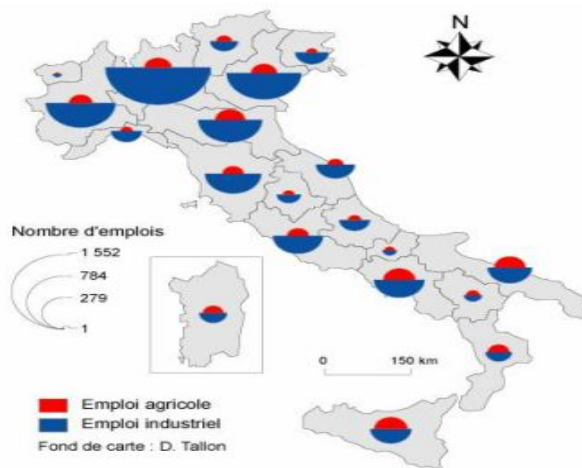 N
Nombre d'emplois
1 552
784
279
1
0 150 km
Emploi agricole
Emploi industriel
Fond de carte : D. Tallon